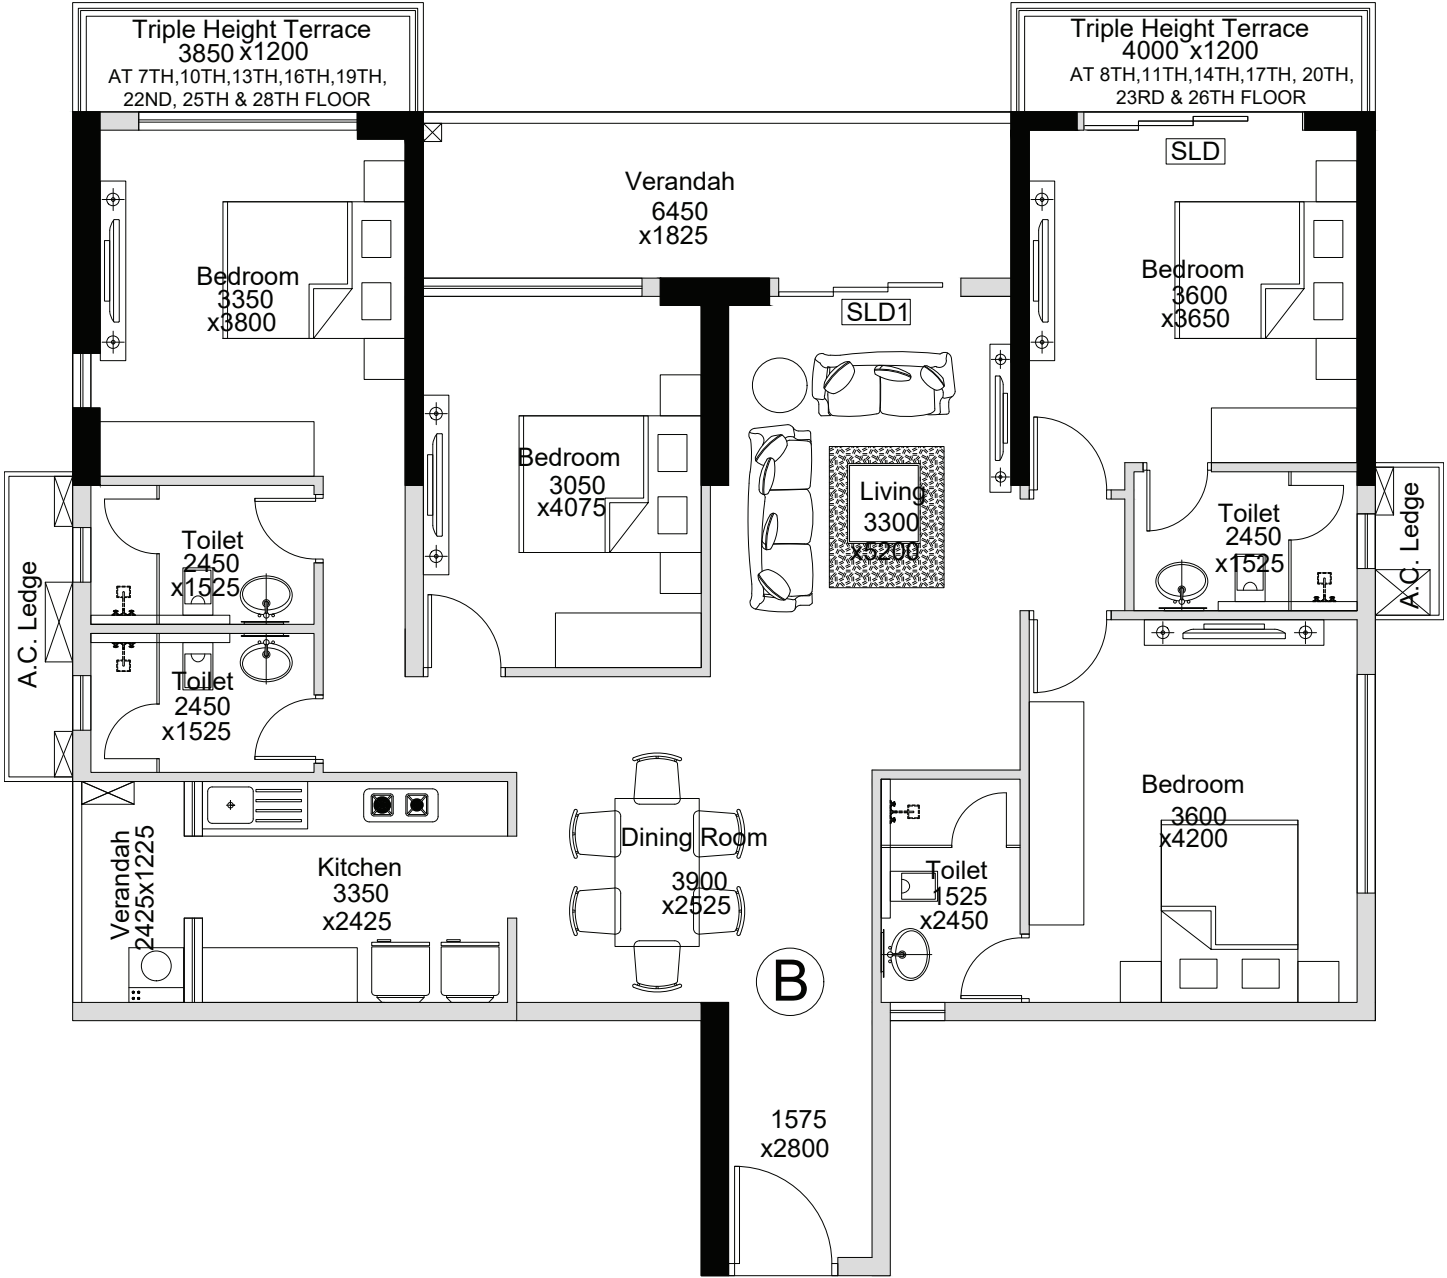 Triple Height Terrace
3850 x1200
AT 7TH,10TH,13TH,16TH,19TH,
22ND, 25TH & 28TH FLOOR
Triple Height Terrace
4000 x1200
AT 8TH,11TH,14TH,17TH, 20TH,
23RD & 26TH FLOOR
SLD
Verandah
6450
x1825
Bedroom
3350
x3800
Bedroom
3600
x3650
SLD1
Bedroom
3050
x4075
Living
3300
x5200
Toilet
2450
x1525
Toilet
2450
x1525
A.C. Ledge
A.C. Ledge
Toilet
2450
x1525
Bedroom
3600
x4200
Dining Room
3900
x2525
Kitchen
3350
x2425
Verandah
2425x1225
Toilet
1525
x2450
B
1575
x2800